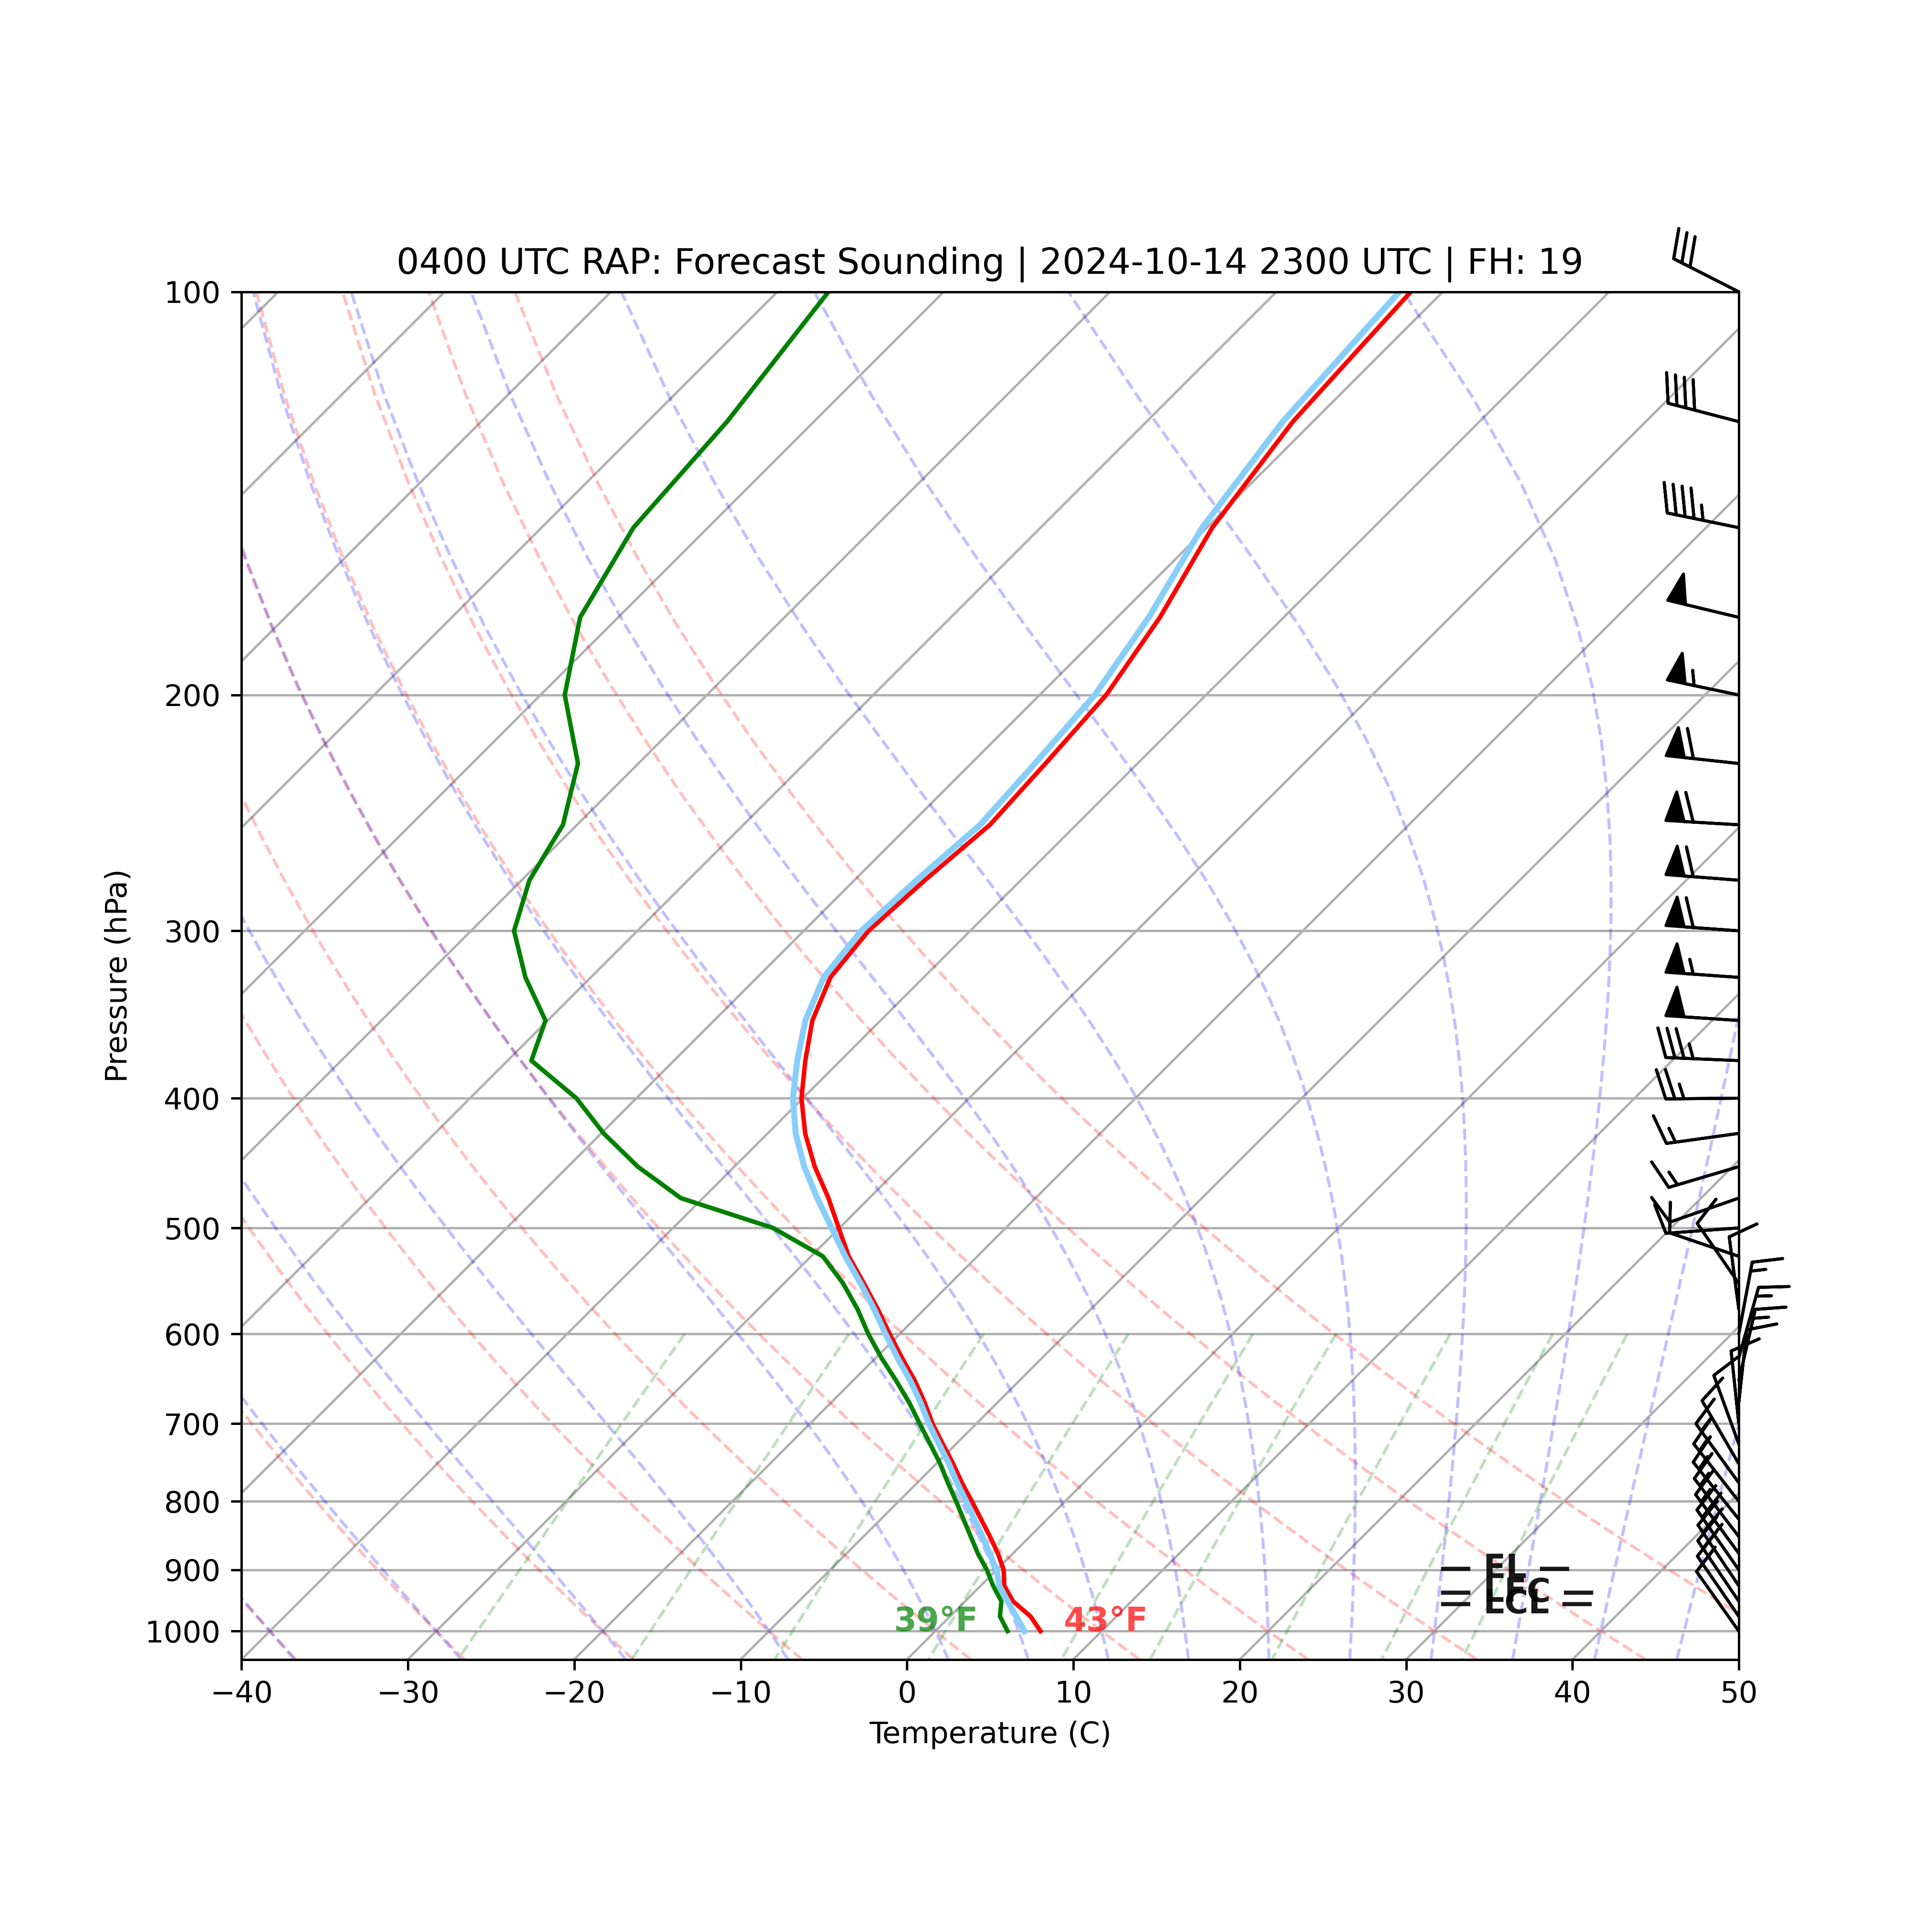 0400 UTC RAP: Forecast Sounding | 2024-10-14 2300 UTC | FH: 19
100
200
300
400
500
600
700
800
900
1000
Pressure (hPa)
— EL —
— LFC —
— LCL —
39°F 43°F
−40 −30 −20 −10 0 10 20 30 40 50
Temperature (C)